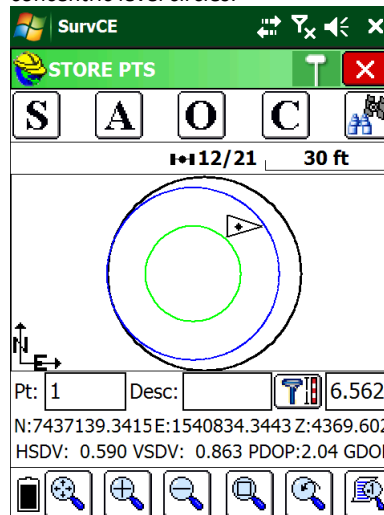 SurvCE
STORE PTS
S A O C
12/21 30 ft
N
E
Pt: 1 Desc: 6.562
N:7437139.3415 E:1540834.3443 Z:4369.602
HSDV: 0.590 VSDV: 0.863 PDOP:2.04